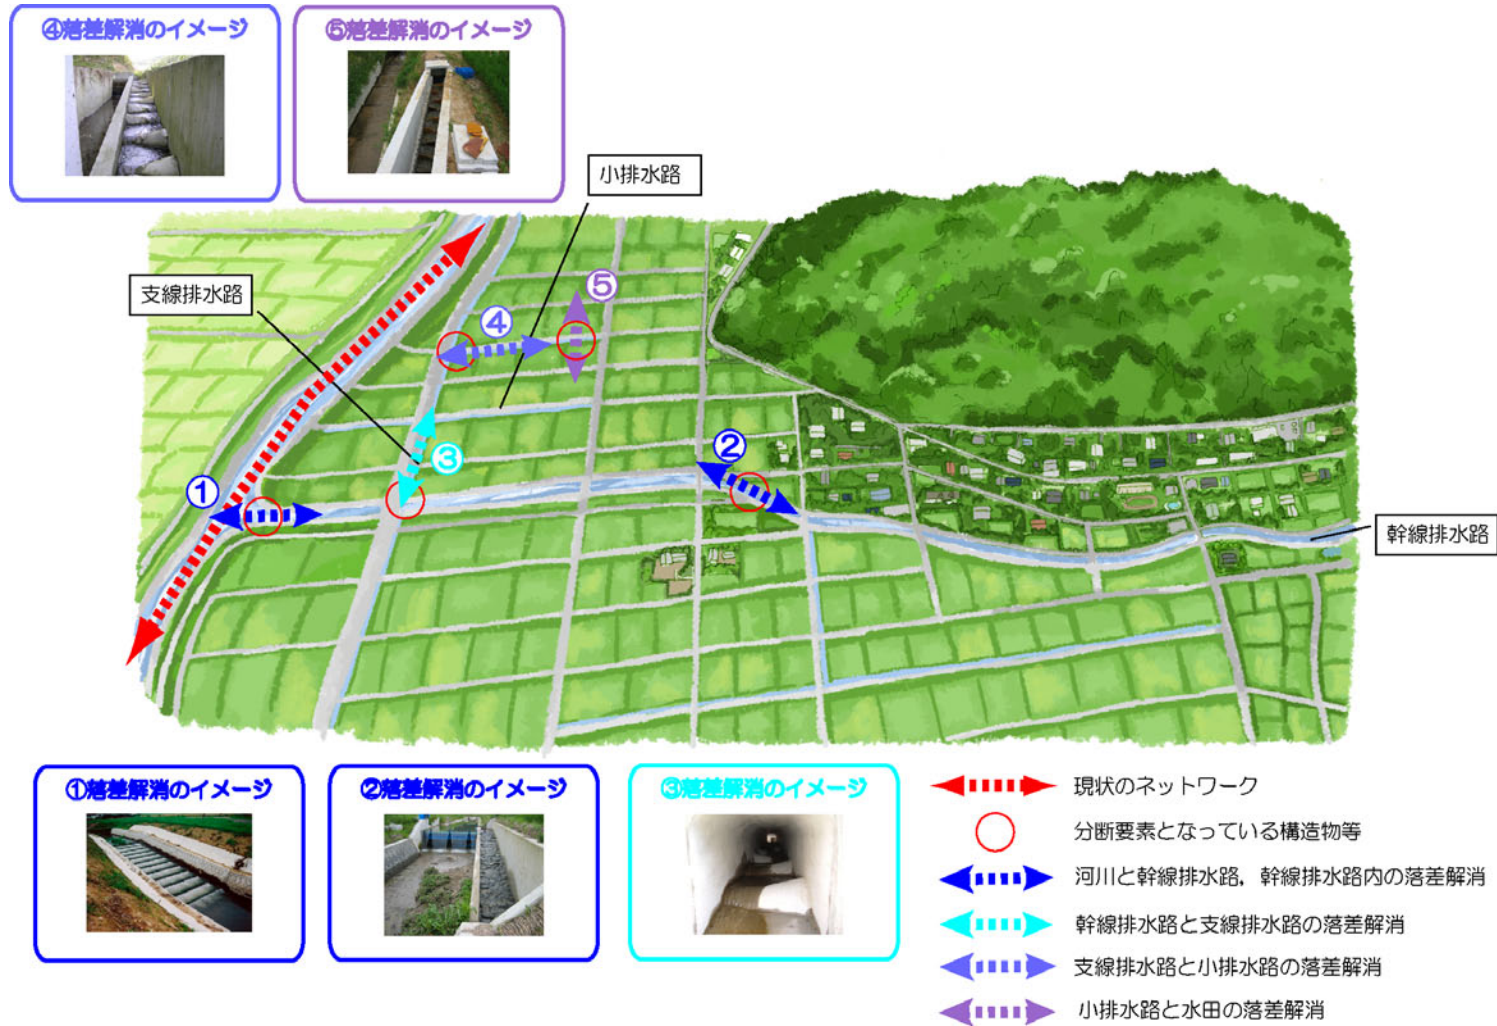 ④落差解消のイメージ
⑤落差解消のイメージ
小排水路
支線排水路
⑤
④
③
②
①
幹線排水路
①落差解消のイメージ
②落差解消のイメージ
③落差解消のイメージ
現状のネットワーク
分断要素となっている構造物等
河川と幹線排水路，幹線排水路内の落差解消
幹線排水路と支線排水路の落差解消
支線排水路と小排水路の落差解消
小排水路と水田の落差解消